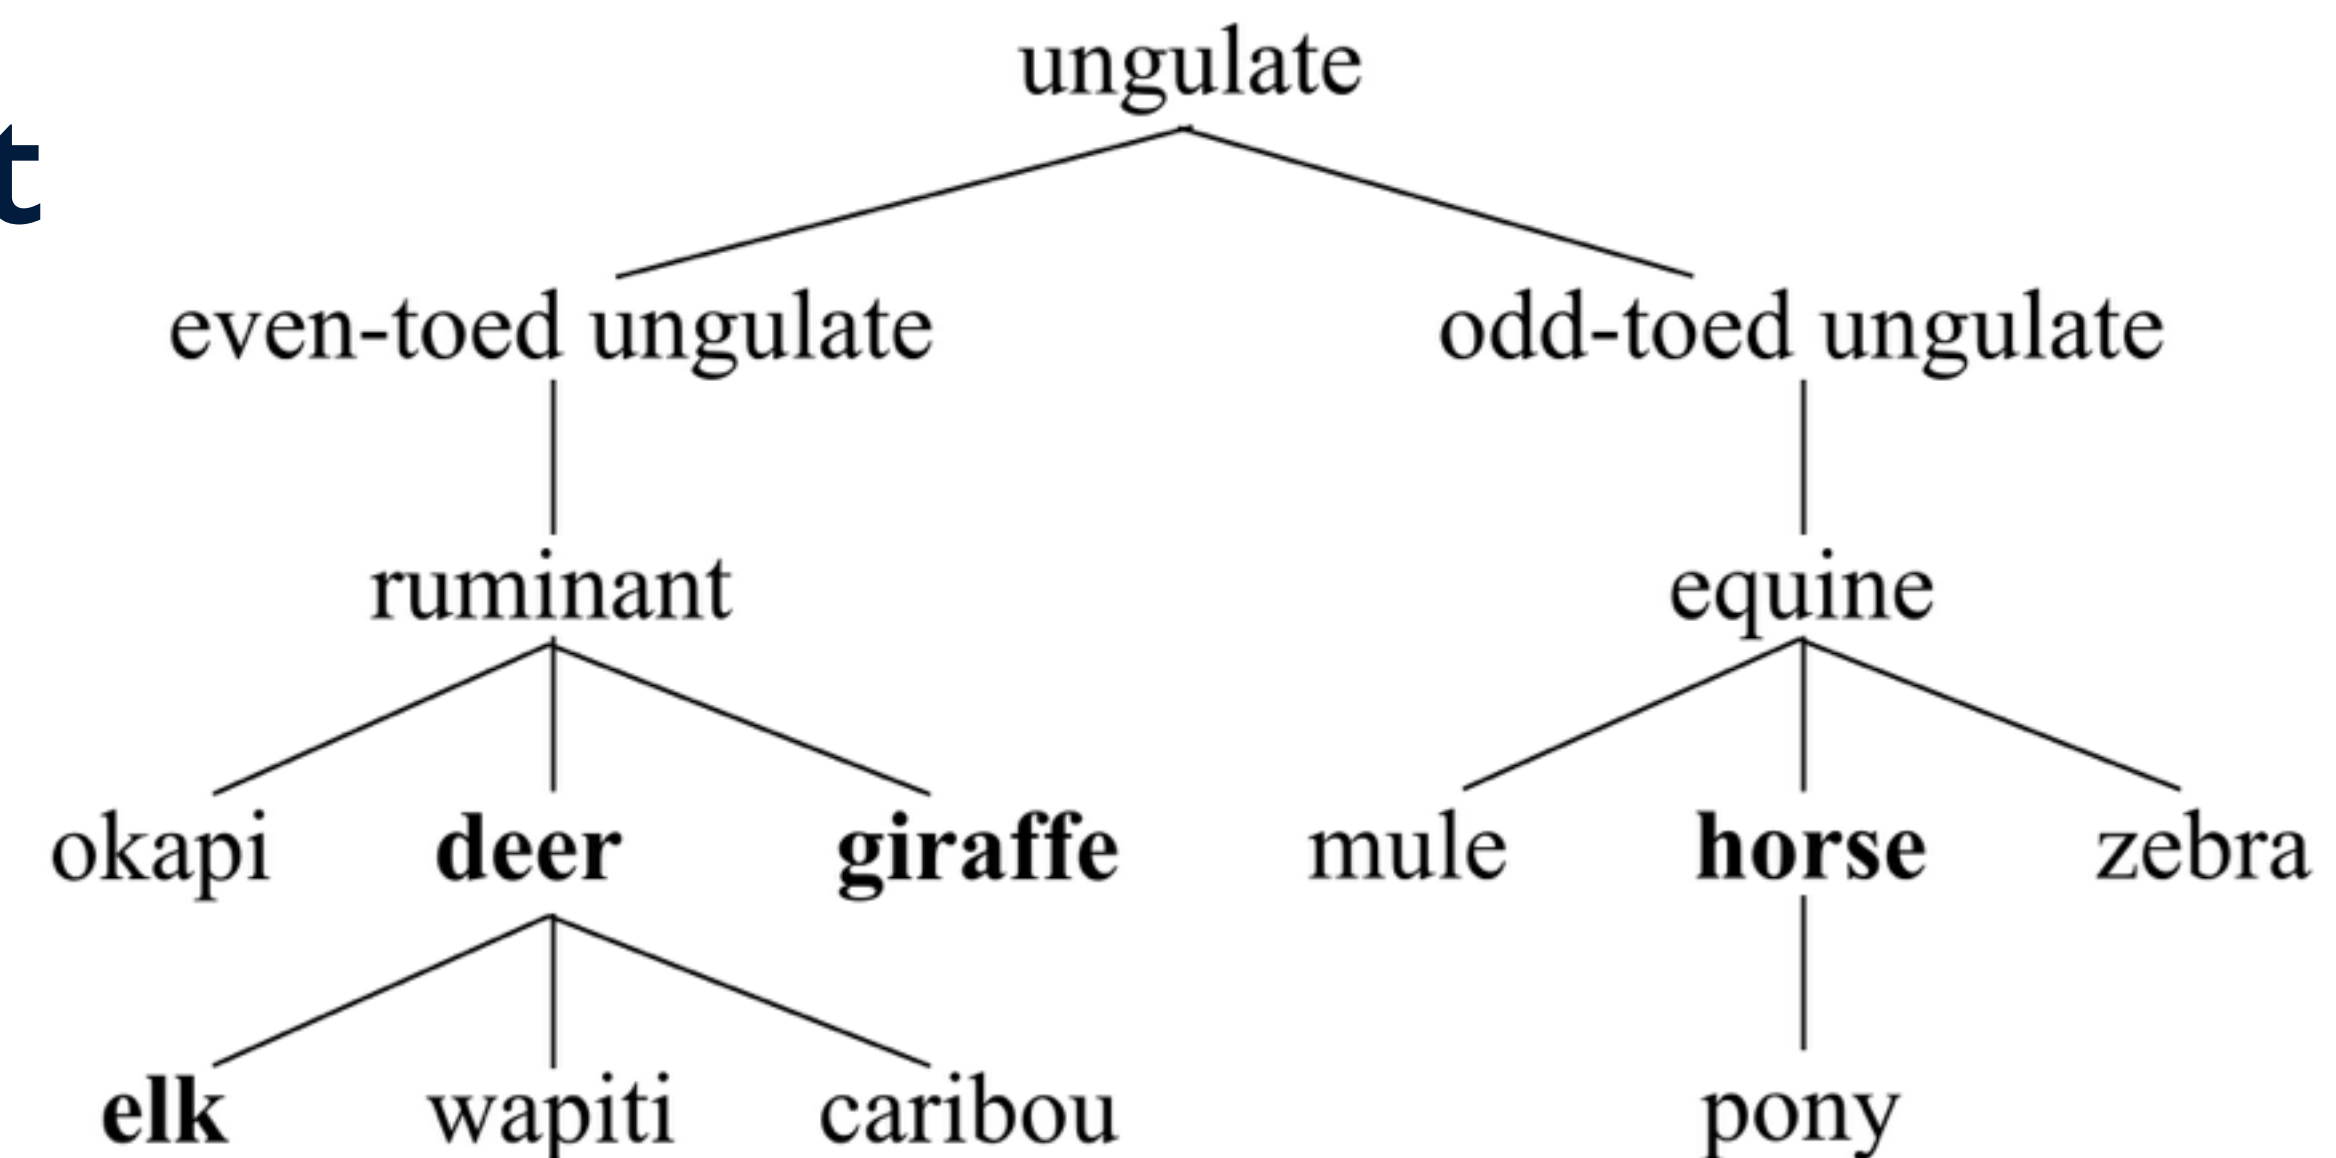 ungulate
t
even-toed ungulate odd-toed ungulate
ruminant equine
okapi deer giraffe mule horse zebra
elk wapiti caribou pony